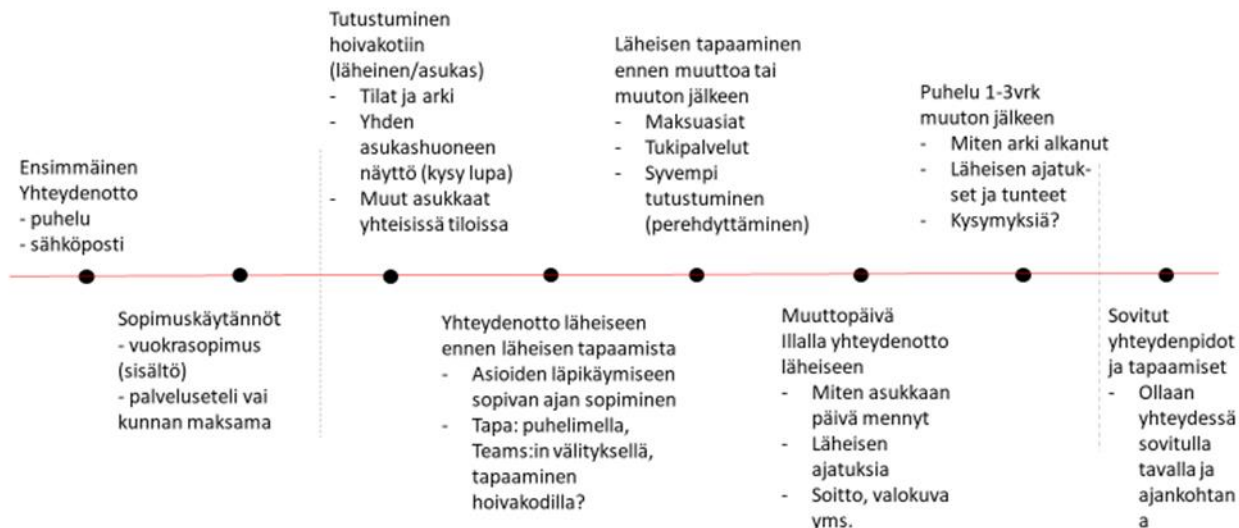 Ensimmäinen
Yhteydenotto
- puhelu
- sähköposti
Sopimuskäytännöt
- vuokrasopimus
(sisältö)
- palveluseteli vai
kunnan maksama
Tutustuminen
hoivakotiin
(läheinen/asukas)
- Tilat ja arki
- Yhden
asukashuoneen
näyttö (kysy lupa)
- Muut asukkaat
yhteisissä tiloissa
Yhteydenotto läheiseen
ennen läheisen tapaamista
- Asioiden läpikäymiseen
sopivan ajan sopiminen
- Tapa: puhelimella,
Teams:in välityksellä,
tapaaminen
hoivakodilla?
Läheisen tapaaminen
ennen muuttoa tai
muuton jälkeen
- Maksuasiat
- Tukipalvelut
- Syvempi
tutustuminen
(perehdyttäminen)
Muuttopäivä
Illalla yhteydenotto
läheiseen
- Miten asukkaan
päivä mennyt
- Läheisen
ajatuksia
- Soitto, valokuva
yms.
Puhelu 1-3vrk
muuton jälkeen
- Miten arki alkanut
- Läheisen ajatuk-
set ja tunteet
- Kysymyksiä?
Sovitut
yhteydenpidot
ja tapaamiset
- Ollaan
yhteydessä
sovitulla
tavalla ja
ajankohtan
a